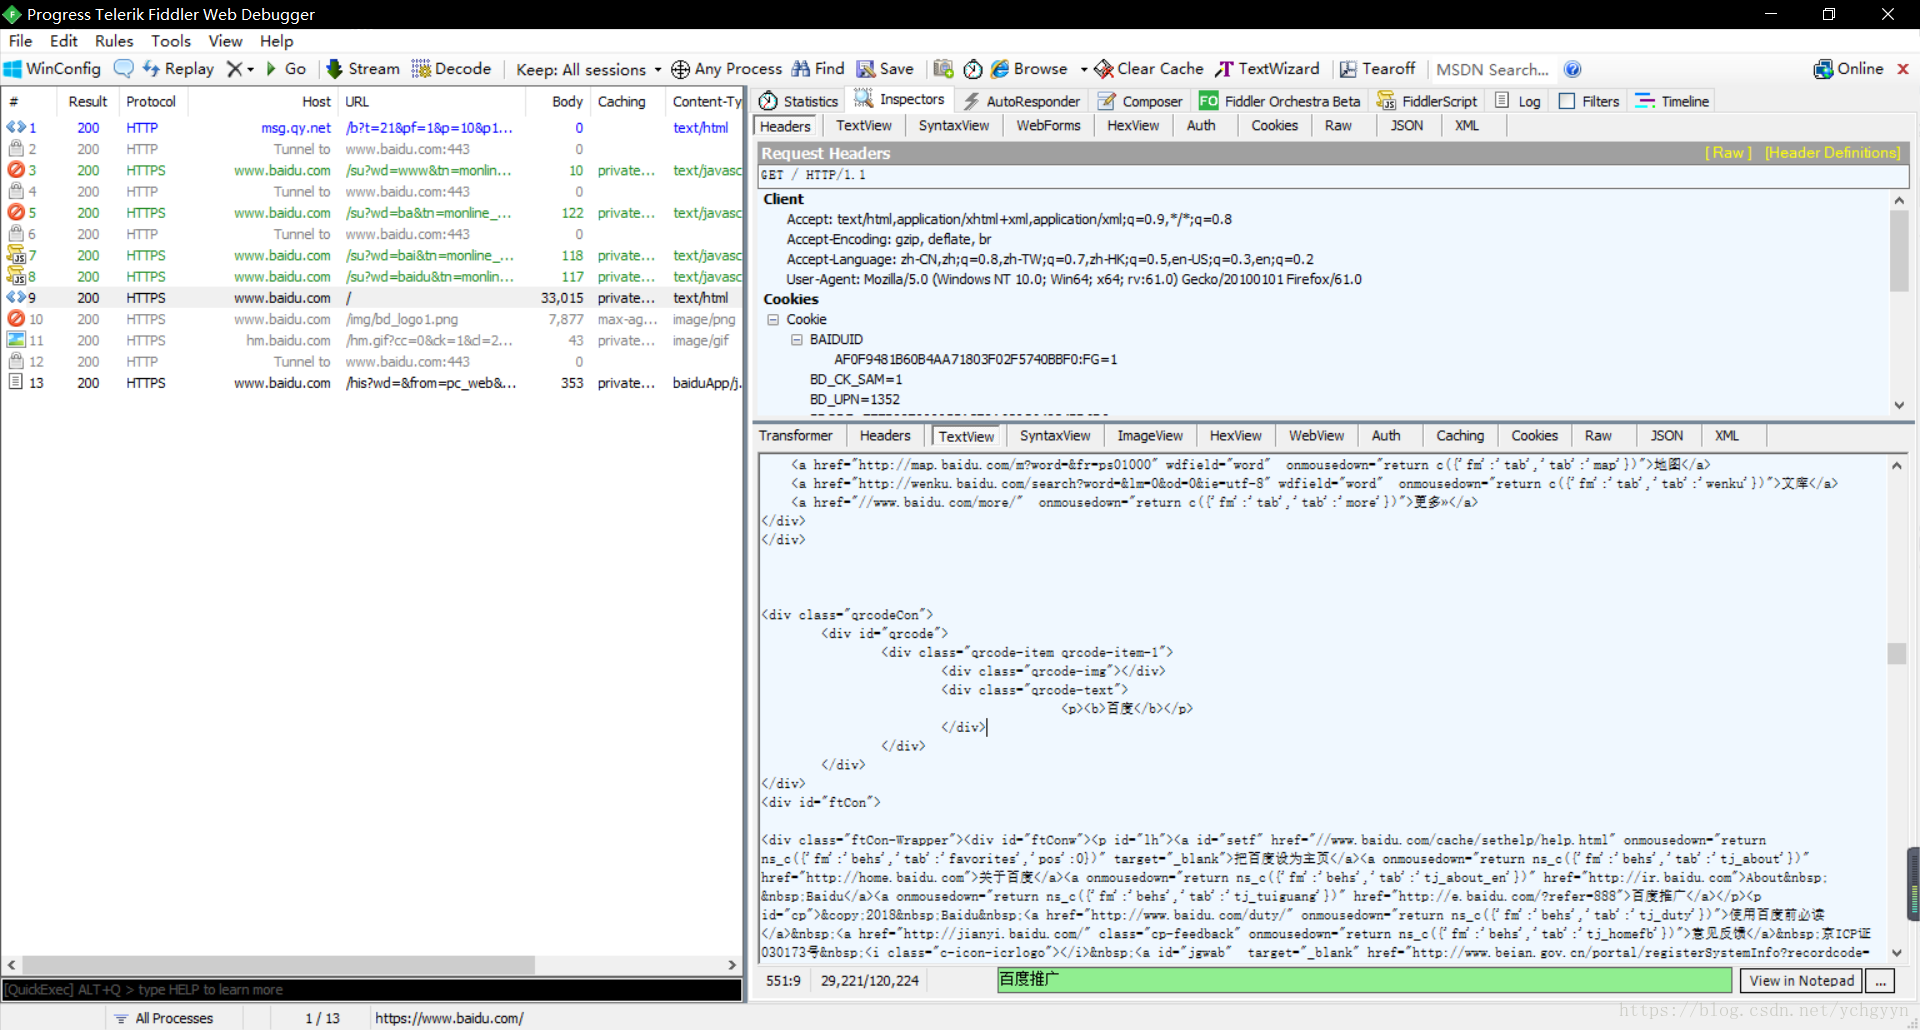 Progress Telerik Fiddler Web Debugger
File Edit Rules Tools View Help
WinConfig Replay Go Stream Decode Keep: All sessions Any Process Find Save Browse Clear Cache TextWizard Tearoff MSDN Search... Online
# Result Protocol Host URL Body Caching Content-Ty
1 200 HTTP msg.qy.net /b?t=21&pf=1&p=10&p1... 0 text/html
2 200 HTTP Tunnel to www.baidu.com:443 0
3 200 HTTPS www.baidu.com /su?wd=www&tn=monlin... 10 private... text/javasc
4 200 HTTP Tunnel to www.baidu.com:443 0
5 200 HTTPS www.baidu.com /su?wd=ba&tn=monline_... 122 private... text/javasc
6 200 HTTP Tunnel to www.baidu.com:443 0
7 200 HTTPS www.baidu.com /su?wd=bai&tn=monline_... 118 private... text/javasc
8 200 HTTPS www.baidu.com /su?wd=baidu&tn=monlin... 117 private... text/javasc
9 200 HTTPS www.baidu.com / 33,015 private... text/html
10 200 HTTPS www.baidu.com /img/bd_logo1.png 7,877 max-ag... image/png
11 200 HTTPS hm.baidu.com /hm.gif?cc=0&ck=1&cl=2... 43 private... image/gif
12 200 HTTP Tunnel to www.baidu.com:443 0
13 200 HTTPS www.baidu.com /his?wd=&from=pc_web&... 353 private... baiduApp/j.
[QuickExec] ALT+Q > type HELP to learn more
All Processes 1 / 13 https://www.baidu.com/
Statistics Inspectors AutoResponder Composer FO Fiddler Orchestra Beta FiddlerScript Log Filters Timeline
Headers TextView SyntaxView WebForms HexView Auth Cookies Raw JSON XML
Request Headers [ Raw ] [Header Definitions]
GET / HTTP/1.1
Client
Accept: text/html,application/xhtml+xml,application/xml;q=0.9,*/*;q=0.8
Accept-Encoding: gzip, deflate, br
Accept-Language: zh-CN,zh;q=0.8,zh-TW;q=0.7,zh-HK;q=0.5,en-US;q=0.3,en;q=0.2
User-Agent: Mozilla/5.0 (Windows NT 10.0; Win64; x64; rv:61.0) Gecko/20100101 Firefox/61.0
Cookies
Cookie
BAIDUID
AF0F9481B60B4AA71803F02F5740BBF0:FG=1
BD_CK_SAM=1
BD_UPN=1352
Transformer Headers TextView SyntaxView ImageView HexView WebView Auth Caching Cookies Raw JSON XML
<a href="http://map.baidu.com/m?word=&fr=ps01000" wdfield="word" onmousedown="return c({'fm':'tab','tab':'map'})">地图</a>
<a href="http://wenku.baidu.com/search?word=&lm=0&od=0&ie=utf-8" wdfield="word" onmousedown="return c({'fm':'tab','tab':'wenku'})">文库</a>
<a href="//www.baidu.com/more/" onmousedown="return c({'fm':'tab','tab':'more'})">更多»</a>
</div>
</div>
<div class="qrcodeCon">
<div id="qrcode">
<div class="qrcode-item qrcode-item-1">
<div class="qrcode-img"></div>
<div class="qrcode-text">
<p><b>百度</b></p>
</div>
</div>
</div>
</div>
<div id="ftCon">
<div class="ftCon-Wrapper"><div id="ftConw"><p id="lh"><a id="setf" href="//www.baidu.com/cache/sethelp/help.html" onmousedown="return
ns_c({'fm':'behs','tab':'favorites','pos':0})" target="_blank">把百度设为主页</a><a onmousedown="return ns_c({'fm':'behs','tab':'tj_about'})"
href="http://home.baidu.com">关于百度</a><a onmousedown="return ns_c({'fm':'behs','tab':'tj_about_en'})" href="http://ir.baidu.com">About&nbsp;
&nbsp;Baidu</a><a onmousedown="return ns_c({'fm':'behs','tab':'tj_tuiguang'})" href="http://e.baidu.com/?refer=888">百度推广</a></p><p
id="cp">&copy;2018&nbsp;Baidu&nbsp;<a href="http://www.baidu.com/duty/" onmousedown="return ns_c({'fm':'behs','tab':'tj_duty'})">使用百度前必读
</a>&nbsp;<a href="http://jianyi.baidu.com/" class="cp-feedback" onmousedown="return ns_c({'fm':'behs','tab':'tj_homefb'})">意见反馈</a>&nbsp;京ICP证
030173号&nbsp;<i class="c-icon-icrlogo"></i>&nbsp;<a id="jgwab" target="_blank" href="http://www.beian.gov.cn/portal/registerSystemInfo?recordcode=
551:9 29,221/120,224 百度推广 View in Notepad ...
https://blog.csdn.net/ychgyyn